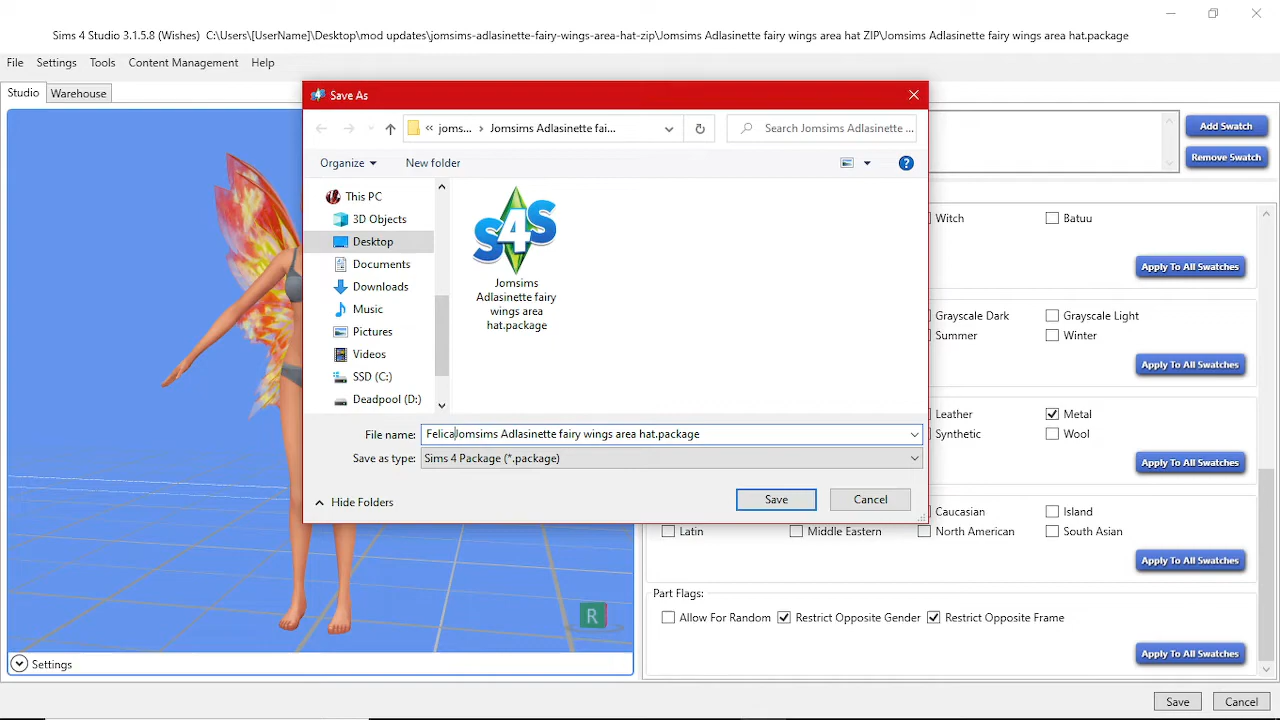 Sims 4 Studio 3.1.5.8 (Wishes) C:\Users\[UserName]\Desktop\mod updates\jomsims-adlasinette-fairy-wings-area-hat-zip\Jomsims Adlasinette fairy wings area hat ZIP\Jomsims Adlasinette fairy wings area hat.package
File Settings Tools Content Management Help
Studio Warehouse
Save As
« joms... › Jomsims Adlasinette fai...
Search Jomsims Adlasinette ...
Organize New folder
?
This PC
3D Objects
Desktop
Documents
Downloads
Music
Pictures
Videos
SSD (C:)
Deadpool (D:)
S4S
Jomsims
Adlasinette fairy
wings area
hat.package
File name: FelicaJomsims Adlasinette fairy wings area hat.package
Save as type: Sims 4 Package (*.package)
Hide Folders
Save Cancel
Add Swatch
Remove Swatch
Witch Batuu
Apply To All Swatches
Grayscale Dark Grayscale Light
Summer Winter
Apply To All Swatches
Leather Metal
Synthetic Wool
Apply To All Swatches
Caucasian Island
Latin Middle Eastern North American South Asian
Apply To All Swatches
Part Flags:
Allow For Random Restrict Opposite Gender Restrict Opposite Frame
Apply To All Swatches
R
Settings
Save Cancel